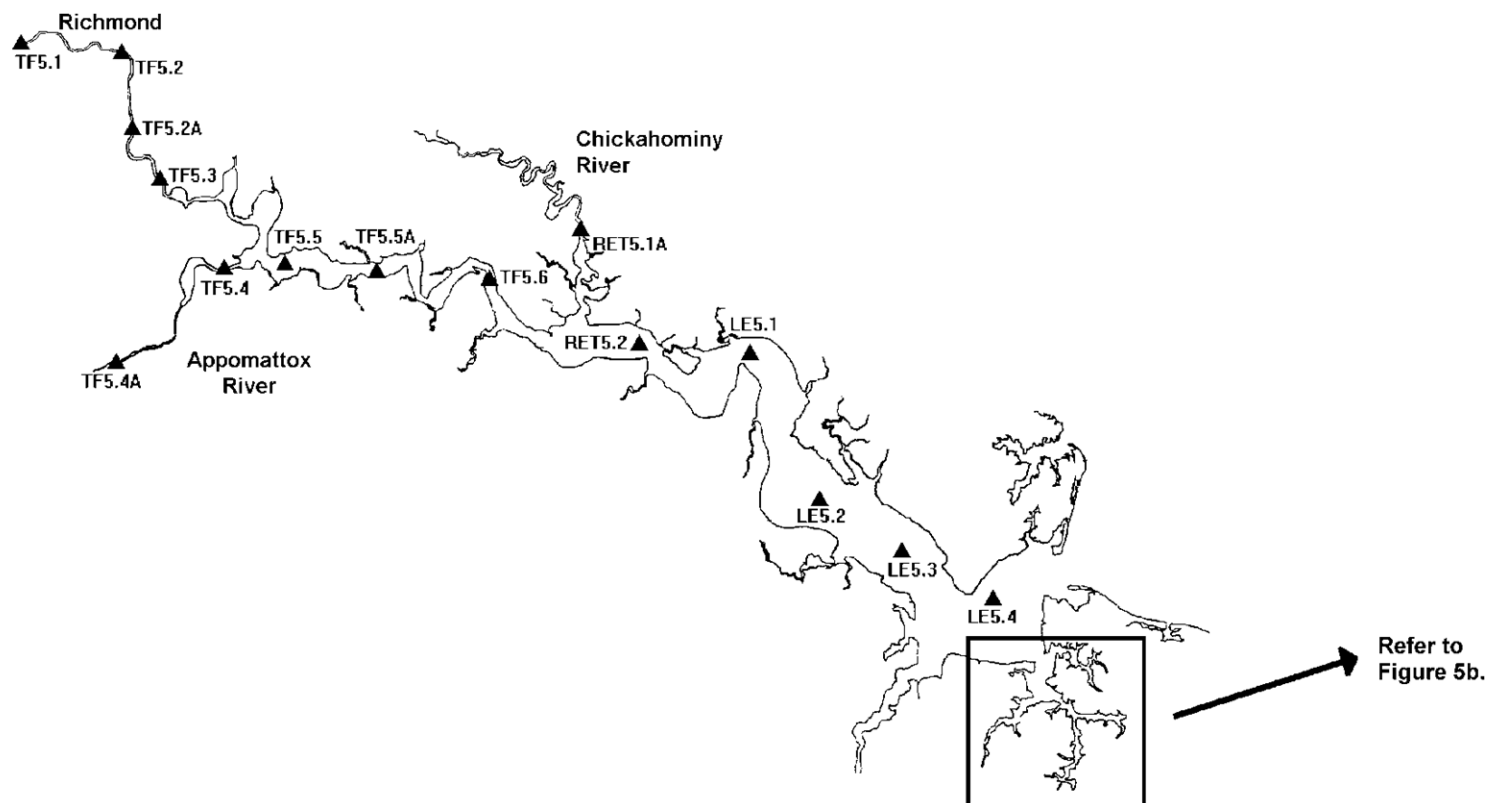 Richmond
TF5.1
TF5.2
TF5.2A
Chickahominy
River
TF5.3
TF5.5
TF5.5A
RET5.1A
TF5.4
TF5.6
LE5.1
RET5.2
Appomattox
River
TF5.4A
LE5.2
LE5.3
LE5.4
Refer to
Figure 5b.